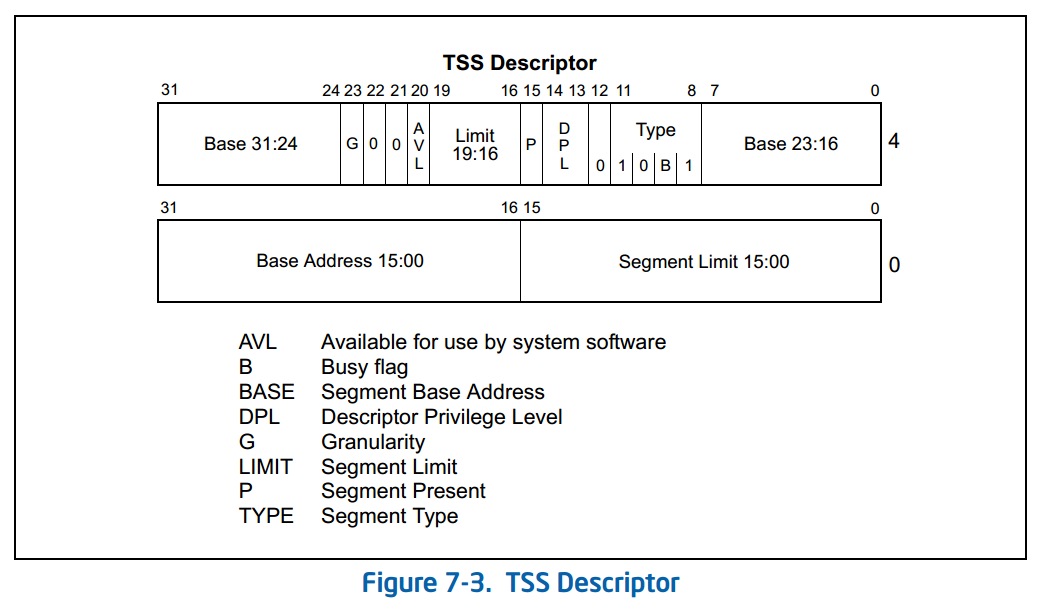 TSS Descriptor
31 24 23 22 21 20 19 16 15 14 13 12 11 8 7 0
Base 31:24 G 0 0 AVL Limit 19:16 P DPL 0 Type 1 0 B 1 Base 23:16 4
31 16 15 0
Base Address 15:00 Segment Limit 15:00 0
AVL Available for use by system software
B Busy flag
BASE Segment Base Address
DPL Descriptor Privilege Level
G Granularity
LIMIT Segment Limit
P Segment Present
TYPE Segment Type
Figure 7-3. TSS Descriptor